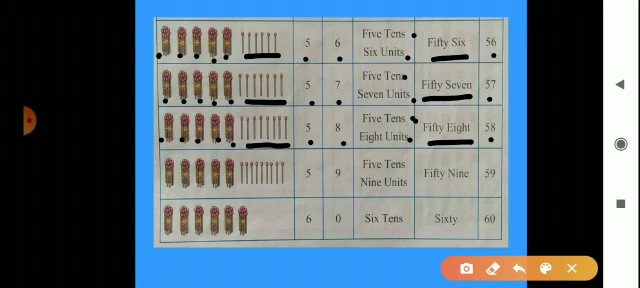 5 6 Five Tens Six Units Fifty Six 56
5 7 Five Tens Seven Units Fifty Seven 57
5 8 Five Tens Eight Units Fifty Eight 58
5 9 Five Tens Nine Units Fifty Nine 59
6 0 Six Tens Sixty 60